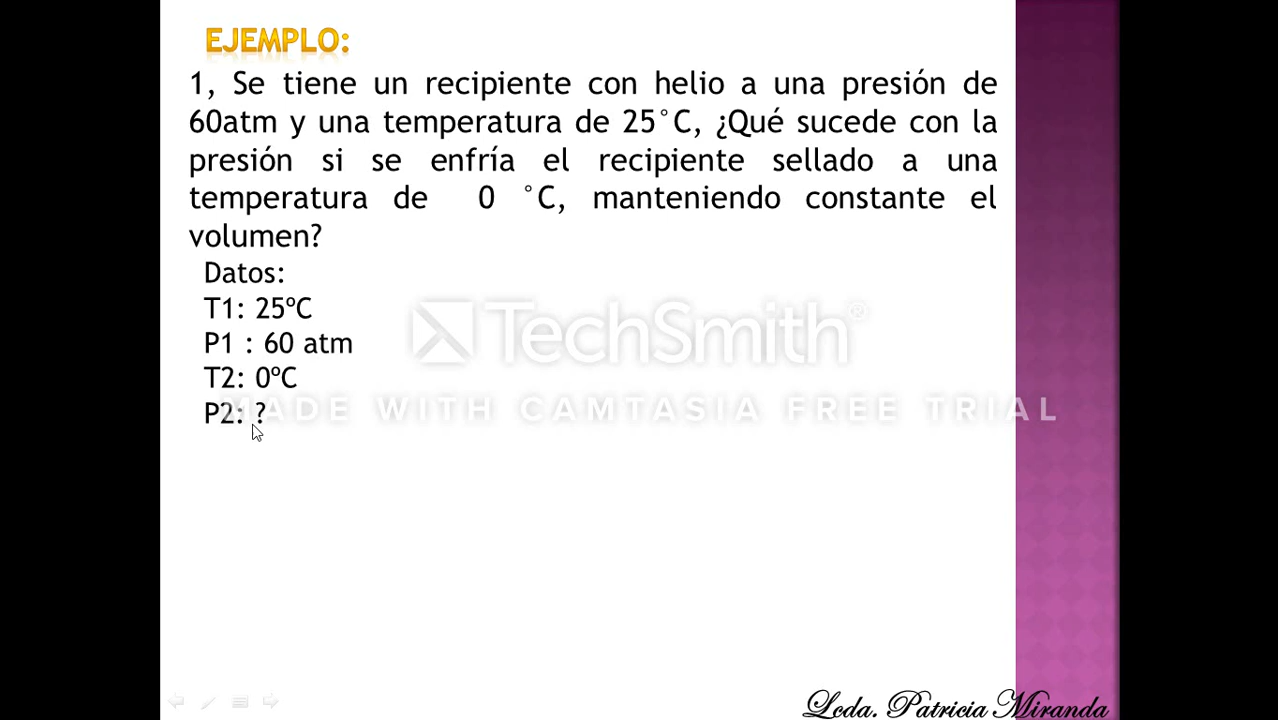 EJEMPLO:
1, Se tiene un recipiente con helio a una presión de
60atm y una temperatura de 25°C, ¿Qué sucede con la
presión si se enfría el recipiente sellado a una
temperatura de 0 °C, manteniendo constante el
volumen?
Datos:
T1: 25ºC
P1 : 60 atm
T2: 0ºC
P2: ?
TechSmith®
MADE WITH CAMTASIA FREE TRIAL
Lcda. Patricia Miranda